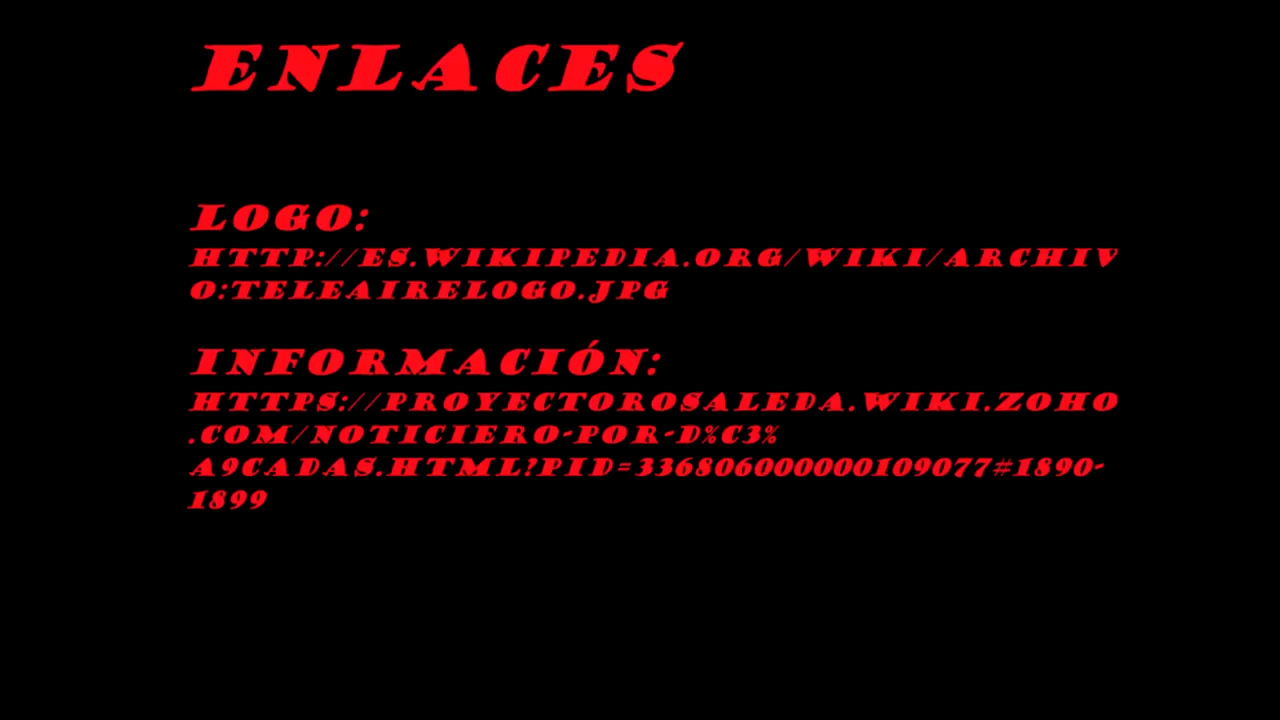 ENLACES
LOGO:
HTTP://ES.WIKIPEDIA.ORG/WIKI/ARCHIV
O:TELEAIRELOGO.JPG
INFORMACIÓN:
HTTPS://PROYECTOROSALEDA.WIKI.ZOHO
.COM/NOTICIERO-POR-D%C3%
A9CADAS.HTML?PID=336806000000109077#1890-
1899